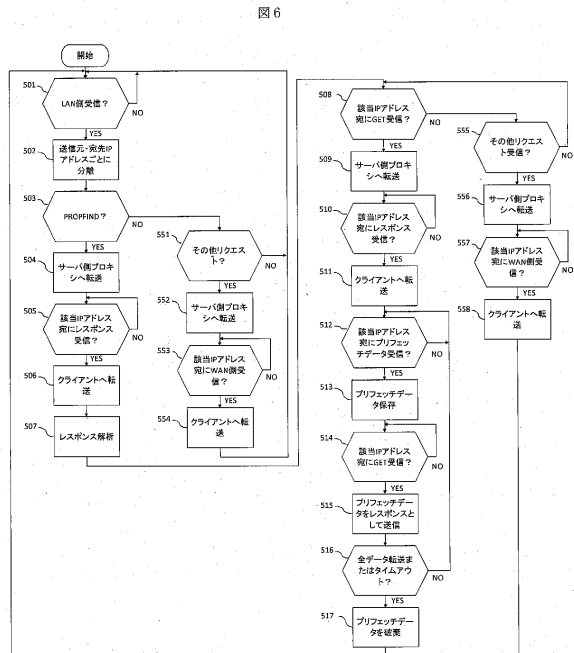 図6
開始
501
LAN側受信?
NO
YES
502
送信元・宛先IP
アドレスごとに
分離
503
PROPFIND?
NO
YES
504
サーバ側プロキ
シへ転送
505
該当IPアドレス
宛にレスポンス
受信?
NO
YES
506
クライアントへ転
送
507
レスポンス解析
551
その他リクエス
ト?
NO
YES
552
サーバ側プロキ
シへ転送
553
該当IPアドレス
宛にWAN側受
信?
NO
YES
554
クライアントへ転
送
508
該当IPアドレス
宛にGET受信?
NO
YES
509
サーバ側プロキ
シへ転送
510
該当IPアドレス
宛にレスポンス
受信?
NO
YES
511
クライアントへ転
送
512
該当IPアドレス
宛にプリフェッ
チデータ受信?
NO
YES
513
プリフェッチデ
ータ保存
514
該当IPアドレス
宛にGET受信?
NO
YES
515
プリフェッチデー
タをレスポンスと
して送信
516
全データ転送ま
たはタイムアウ
ト?
NO
YES
517
プリフェッチデー
タを破棄
555
その他リクエ
スト受信?
NO
YES
556
サーバ側プロキ
シへ転送
557
該当IPアドレス
宛にWAN側受
信?
NO
YES
558
クライアントへ転
送